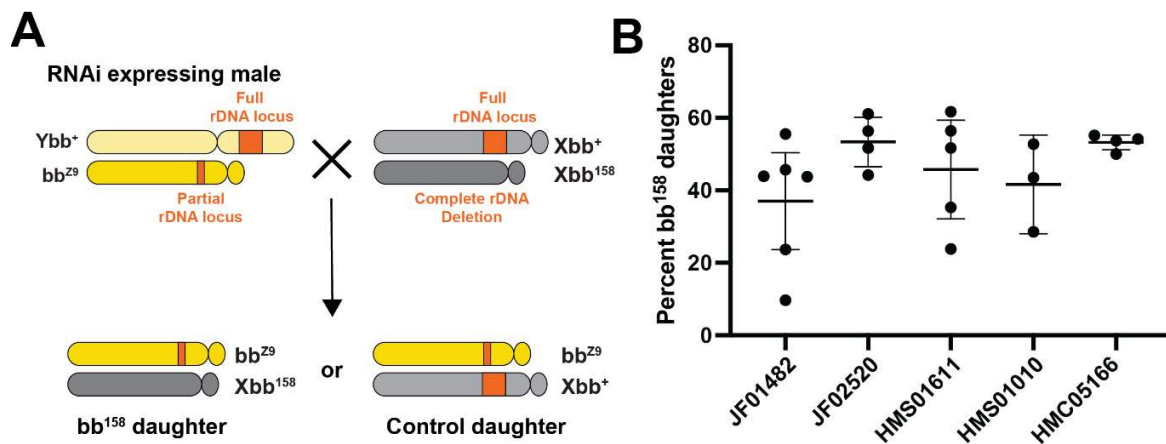 A
RNAi expressing male
Full
rDNA locus
Ybb⁺
bbᶻ⁹
Partial
rDNA locus
Full
rDNA locus
Xbb⁺
Xbb¹⁵⁸
Complete rDNA
Deletion
bbᶻ⁹
Xbb¹⁵⁸
or
bbᶻ⁹
Xbb⁺
bb¹⁵⁸ daughter
Control daughter
B
Percent bb¹⁵⁸ daughters
80
60
40
20
0
JF01482
JF02520
HMS01611
HMS01010
HMC05166